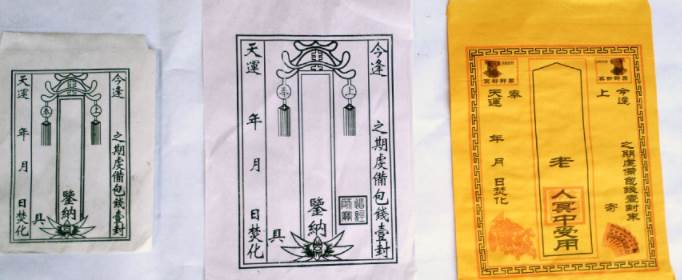 今逢 之期虔備包錢壹封
上
奉
鑒納
具
天運 年 月 日焚化
今逢 之期虔備包錢壹封
上
奉
鑒納
具
天運 年 月 日焚化
今逢 之期虔備包錢壹封
上 寄
老
人冥中受用
奉
天運 年 月 日焚化